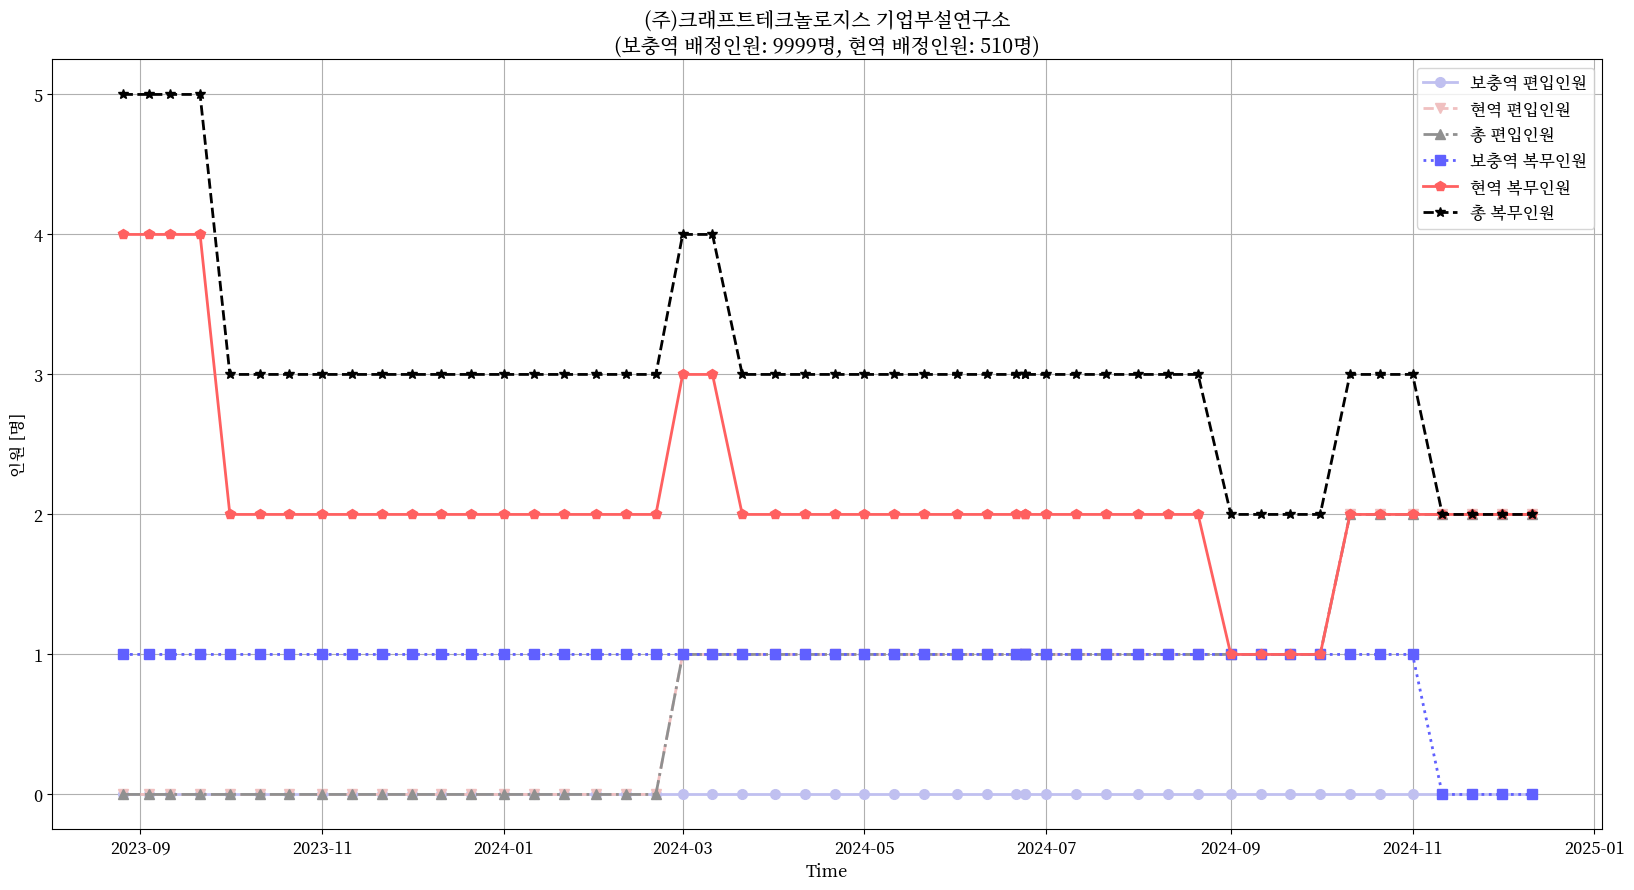 (주)크래프트테크놀로지스 기업부설연구소
(보충역 배정인원: 9999명, 현역 배정인원: 510명)
보충역 편입인원
현역 편입인원
총 편입인원
보충역 복무인원
현역 복무인원
총 복무인원
인원 [명]
5
4
3
2
1
0
2023-09
2023-11
2024-01
2024-03
2024-05
2024-07
2024-09
2024-11
2025-01
Time